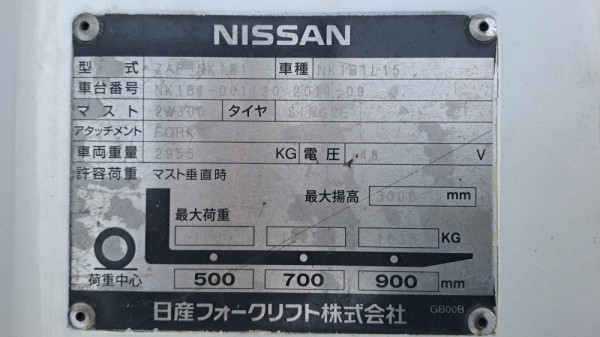 NISSAN
型式 ZAP-NK1B1 車種 NK1B1L15
車台番号 NK1B1-001120 2011-09
マスト 2W300 タイヤ SINGLE
アタッチメント FORK
車両重量 2955 KG 電圧 48 V
許容荷重 マスト垂直時
最大揚高 3000 mm
最大荷重
KG
荷重中心 500 700 900 mm
日産フォークリフト株式会社 GB00B